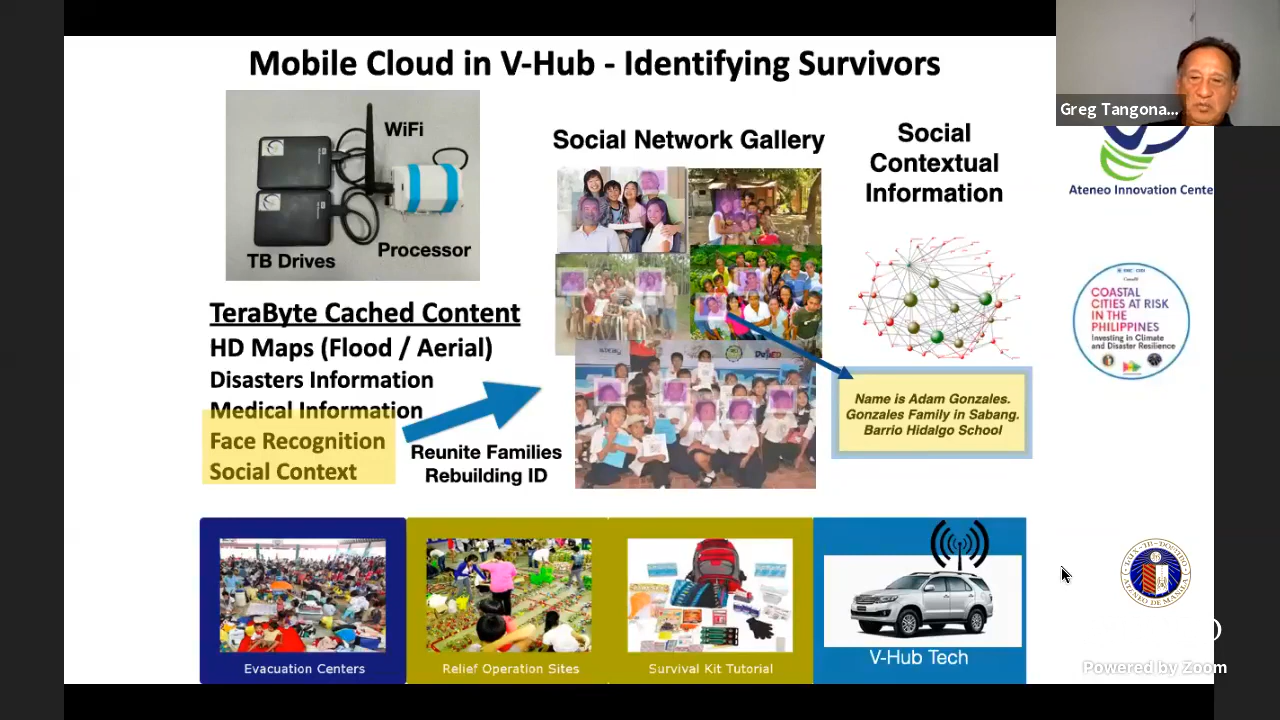 Mobile Cloud in V-Hub - Identifying Survivors
Greg Tangona...
WiFi
TB Drives
Processor
Social Network Gallery
Social
Contextual
Information
Ateneo Innovation Cente
TeraByte Cached Content
HD Maps (Flood / Aerial)
Disasters Information
Medical Information
Face Recognition
Social Context
Reunite Families
Rebuilding ID
Name is Adam Gonzales.
Gonzales Family in Sabang.
Barrio Hidalgo School
COASTAL
CITIES AT RISK
IN THE
PHILIPPINES
Investing in Climate
and Disaster Resilience
Evacuation Centers
Relief Operation Sites
Survival Kit Tutorial
V-Hub Tech
Powered by Zoom